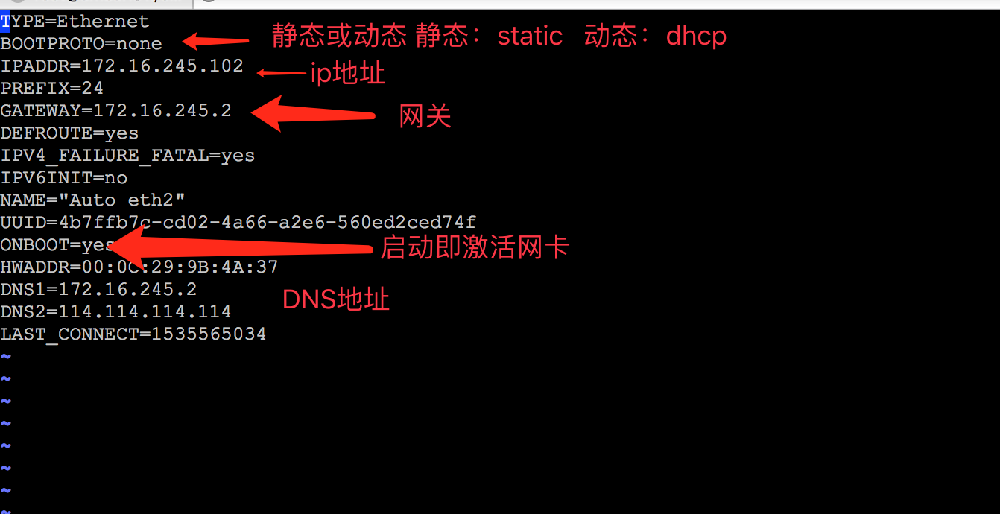 TYPE=Ethernet
BOOTPROTO=none
静态或动态 静态：static 动态：dhcp
IPADDR=172.16.245.102
ip地址
PREFIX=24
GATEWAY=172.16.245.2
网关
DEFROUTE=yes
IPV4_FAILURE_FATAL=yes
IPV6INIT=no
NAME="Auto eth2"
UUID=4b7ffb7c-cd02-4a66-a2e6-560ed2ced74f
ONBOOT=yes
启动即激活网卡
HWADDR=00:0C:29:9B:4A:37
DNS1=172.16.245.2
DNS地址
DNS2=114.114.114.114
LAST_CONNECT=1535565034
~
~
~
~
~
~
~
~